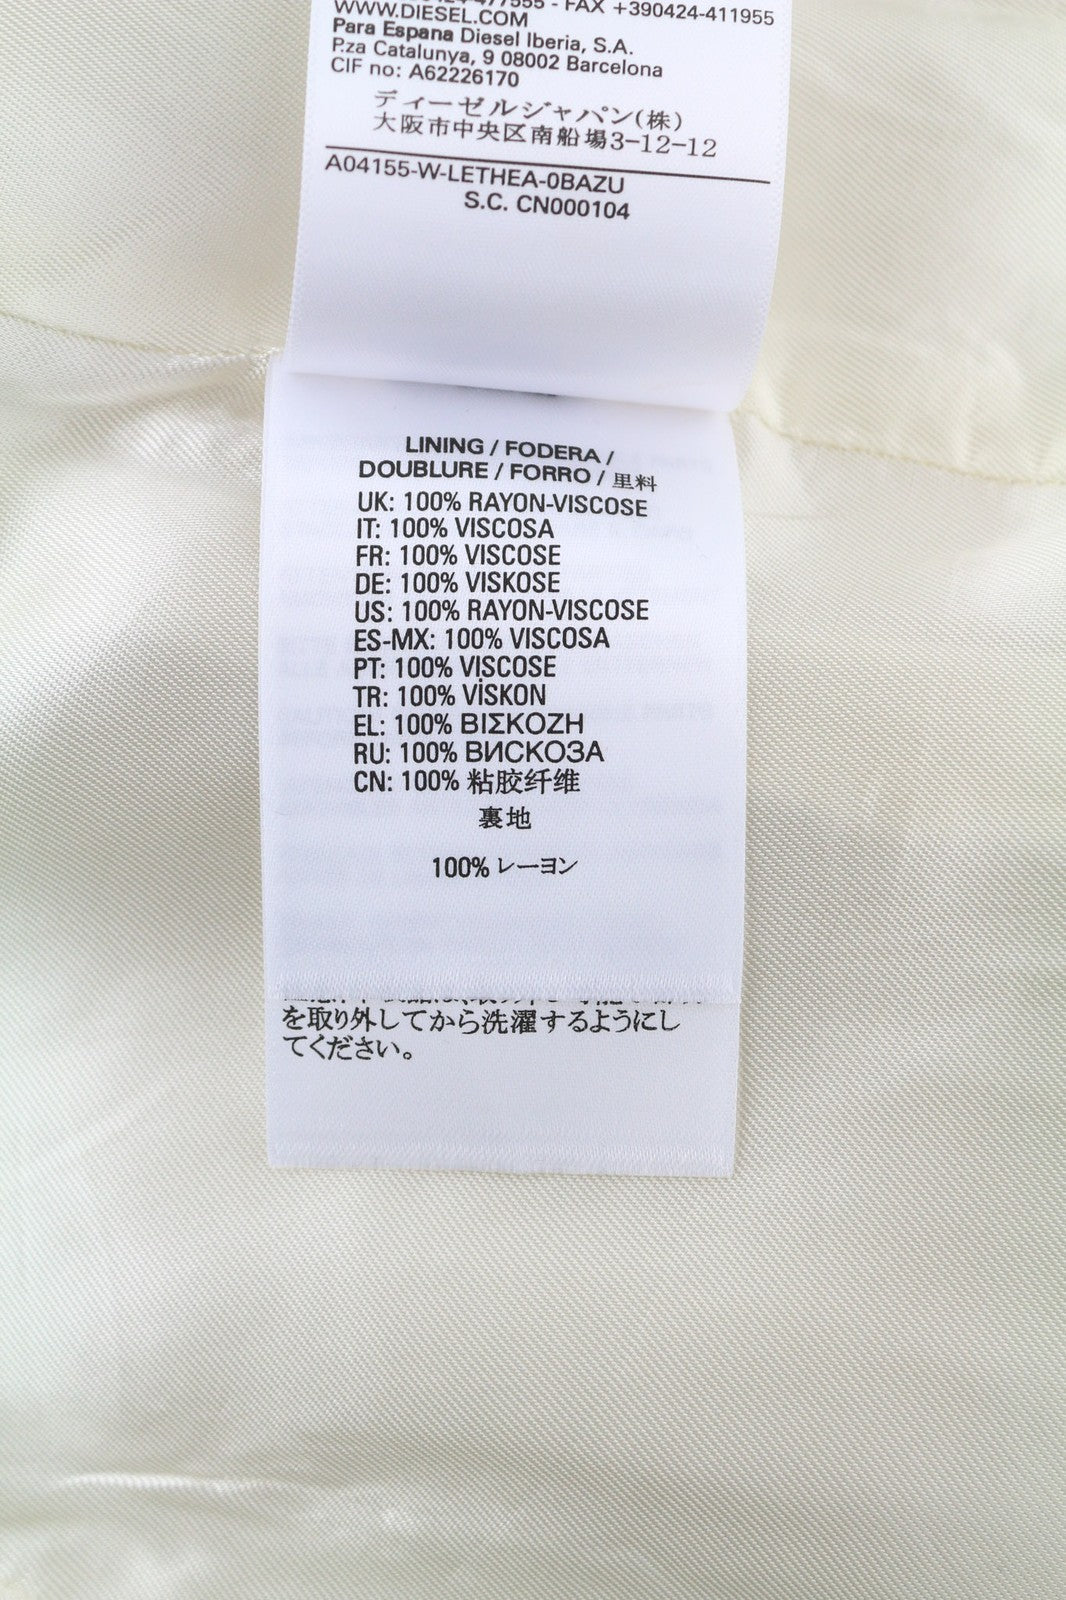 FAX +390424-411955
WWW.DIESEL.COM
Para Espana Diesel Iberia, S.A.
P.za Catalunya, 9 08002 Barcelona
CIF no: A62226170
ディーゼルジャパン(株)
大阪市中央区南船場3-12-12
A04155-W-LETHEA-0BAZU
S.C. CN000104
LINING / FODERA /
DOUBLURE / FORRO / 里料
UK: 100% RAYON-VISCOSE
IT: 100% VISCOSA
FR: 100% VISCOSE
DE: 100% VISKOSE
US: 100% RAYON-VISCOSE
ES-MX: 100% VISCOSA
PT: 100% VISCOSE
TR: 100% VİSKON
EL: 100% ΒΙΣΚΟΖΗ
RU: 100% ВИСКОЗА
CN: 100% 粘胶纤维
裏地
100% レーヨン
を取り外してから洗濯するようにし
てください。